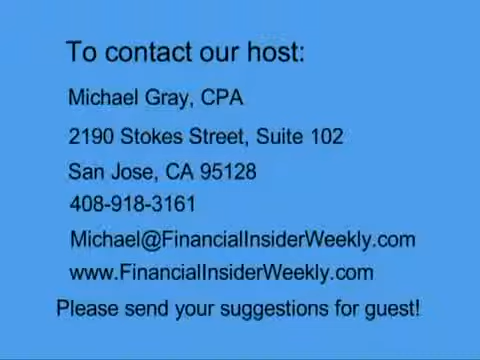 To contact our host:
Michael Gray, CPA
2190 Stokes Street, Suite 102
San Jose, CA 95128
408-918-3161
Michael@FinancialInsiderWeekly.com
www.FinancialInsiderWeekly.com
Please send your suggestions for guest!